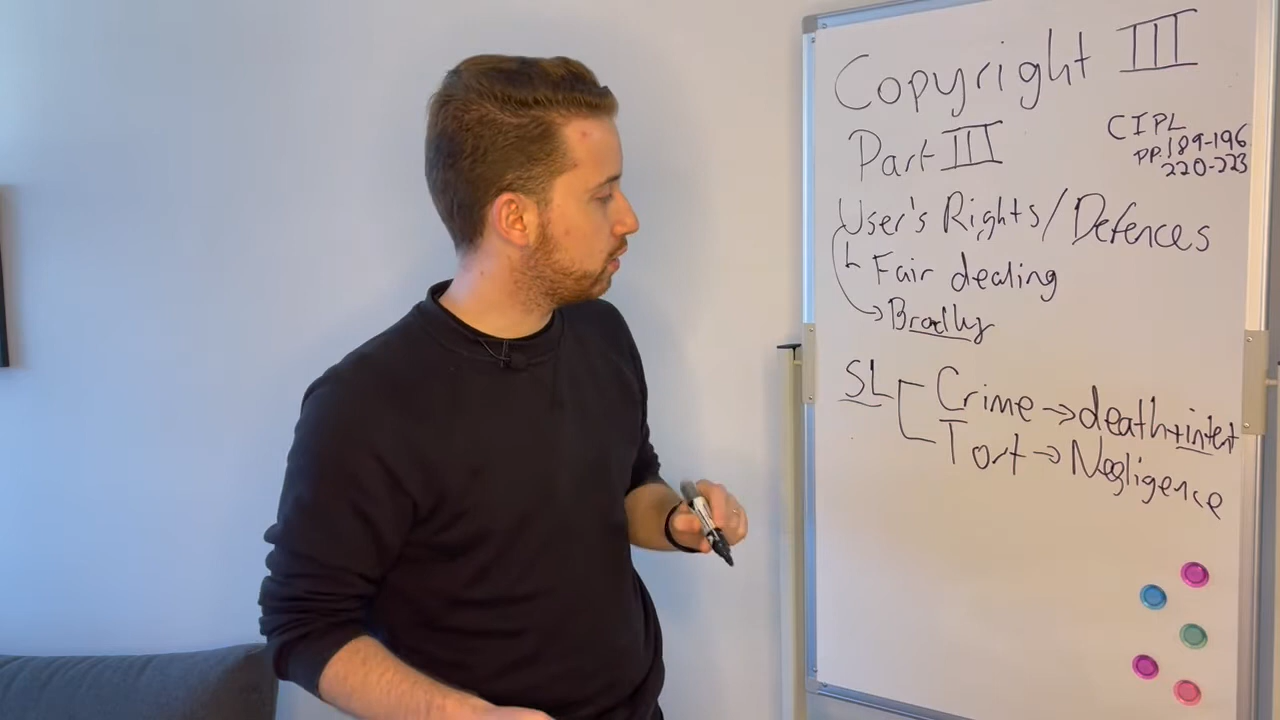 Copyright III
Part III
CIPL
pp.189-196
220-223
User's Rights/Defences
Fair dealing
Broadly
SL
Crime → death + intent
Tort → Negligence